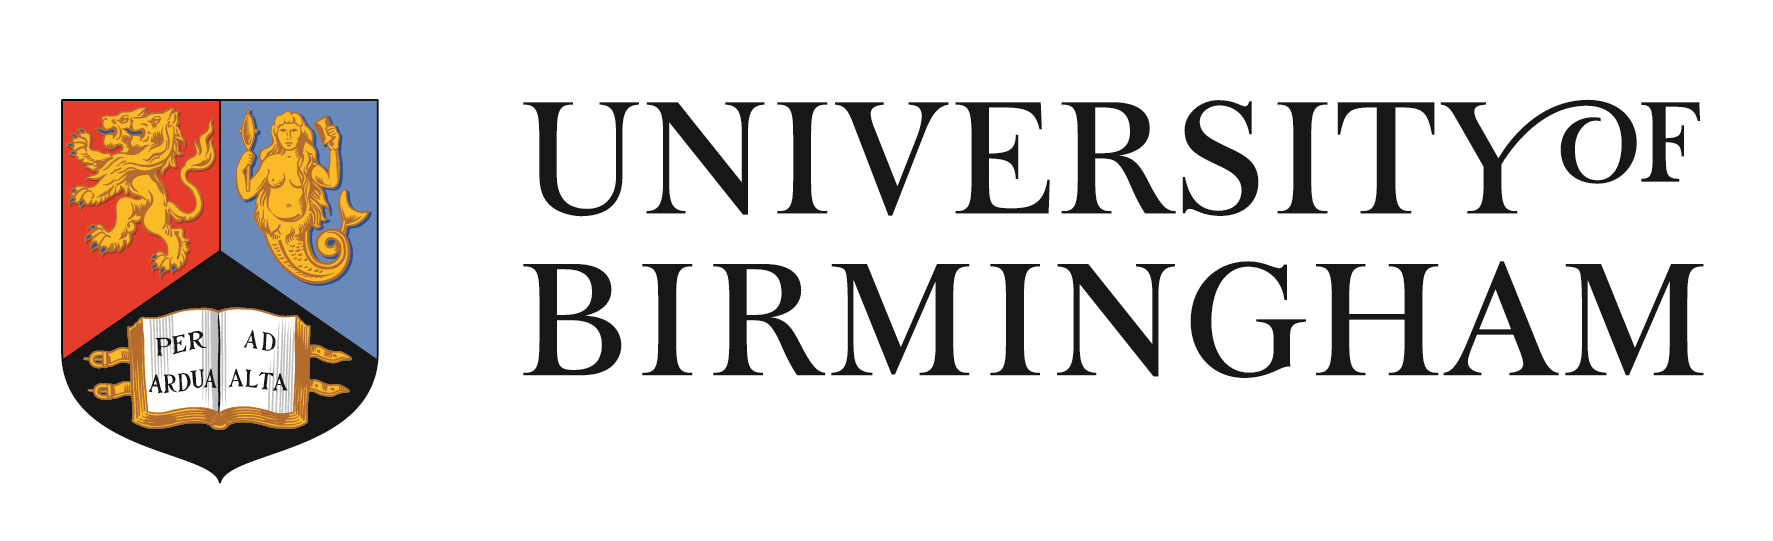 UNIVERSITY OF
BIRMINGHAM
PER AD
ARDUA ALTA